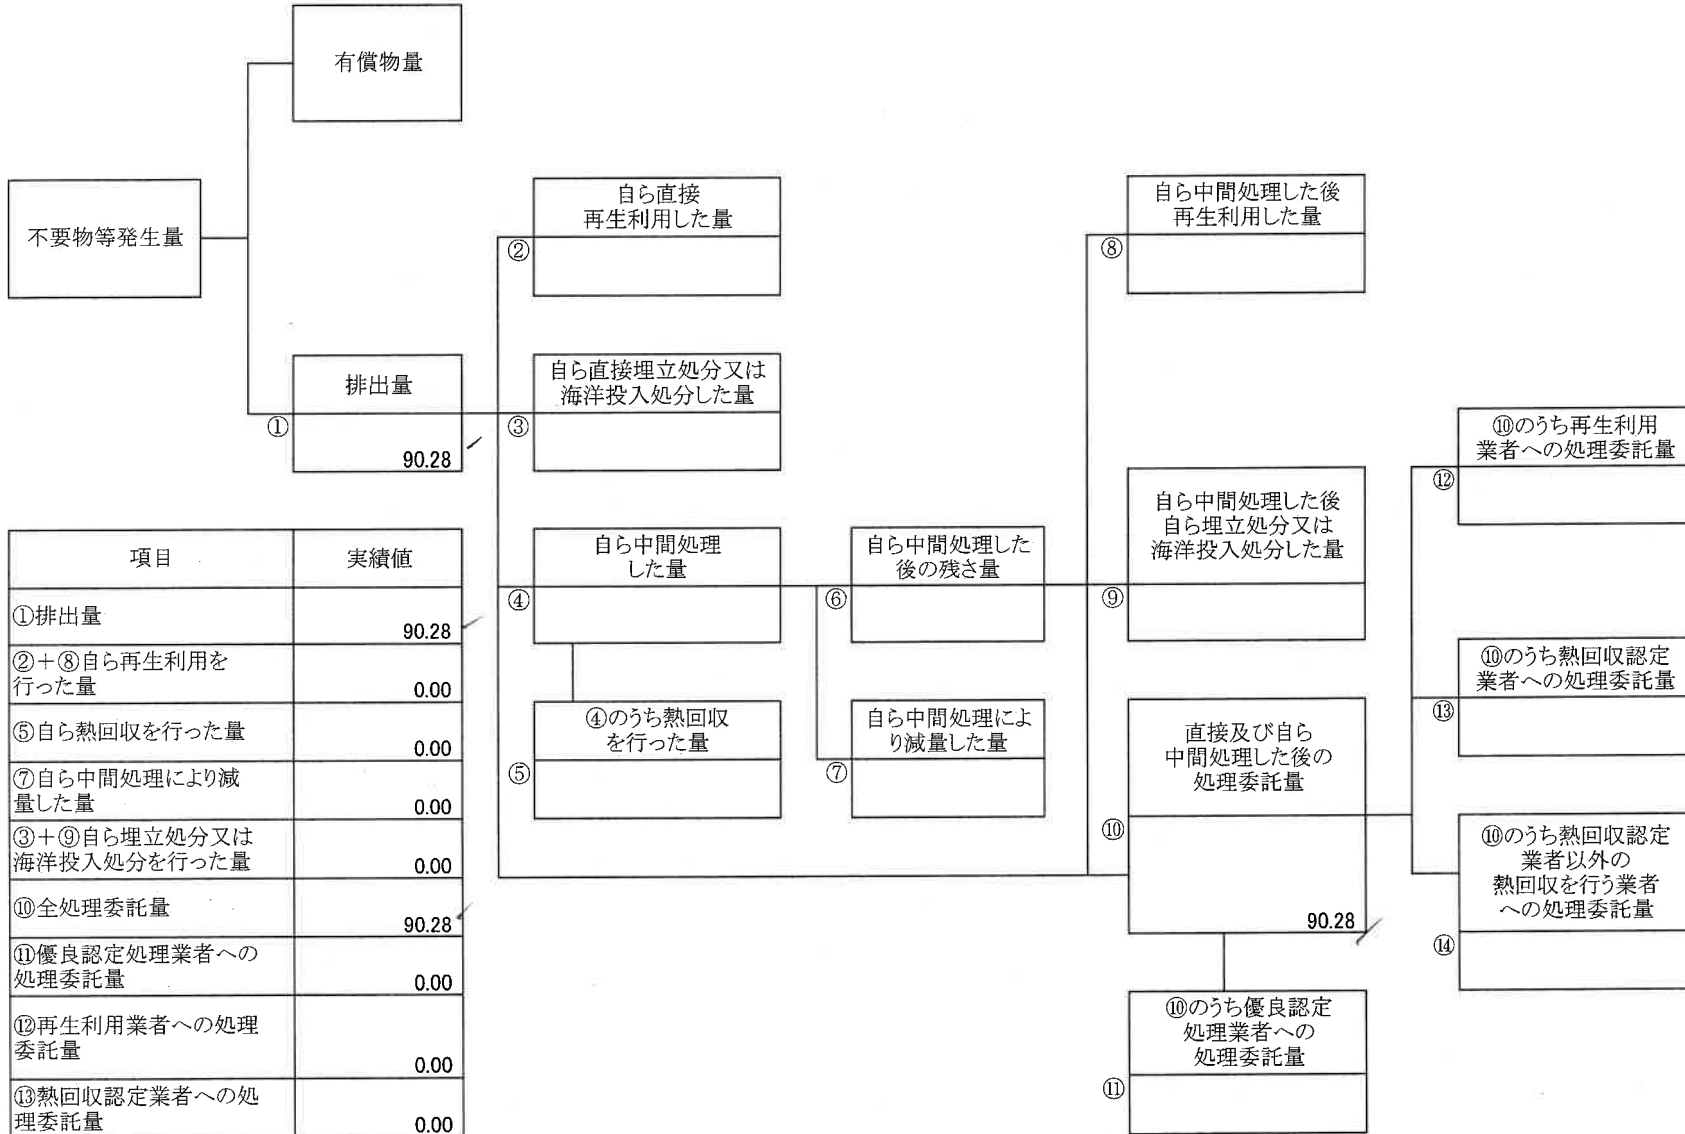 有償物量
不要物等発生量
自ら直接
再生利用した量
②
自ら中間処理した後
再生利用した量
⑧
排出量
①
90.28
自ら直接埋立処分又は
海洋投入処分した量
③
⑩のうち再生利用
業者への処理委託量
⑫
自ら中間処理
した量
④
自ら中間処理した
後の残さ量
⑥
自ら中間処理した後
自ら埋立処分又は
海洋投入処分した量
⑨
⑩のうち熱回収認定
業者への処理委託量
⑬
④のうち熱回収
を行った量
⑤
自ら中間処理によ
り減量した量
⑦
直接及び自ら
中間処理した後の
処理委託量
⑩
90.28
⑩のうち熱回収認定
業者以外の
熱回収を行う業者
への処理委託量
⑭
⑩のうち優良認定
処理業者への
処理委託量
⑪
項目
実績値
①排出量
90.28
②+⑧自ら再生利用を
行った量
0.00
⑤自ら熱回収を行った量
0.00
⑦自ら中間処理により減
量した量
0.00
③+⑨自ら埋立処分又は
海洋投入処分を行った量
0.00
⑩全処理委託量
90.28
⑪優良認定処理業者への
処理委託量
0.00
⑫再生利用業者への処理
委託量
0.00
⑬熱回収認定業者への処
理委託量
0.00